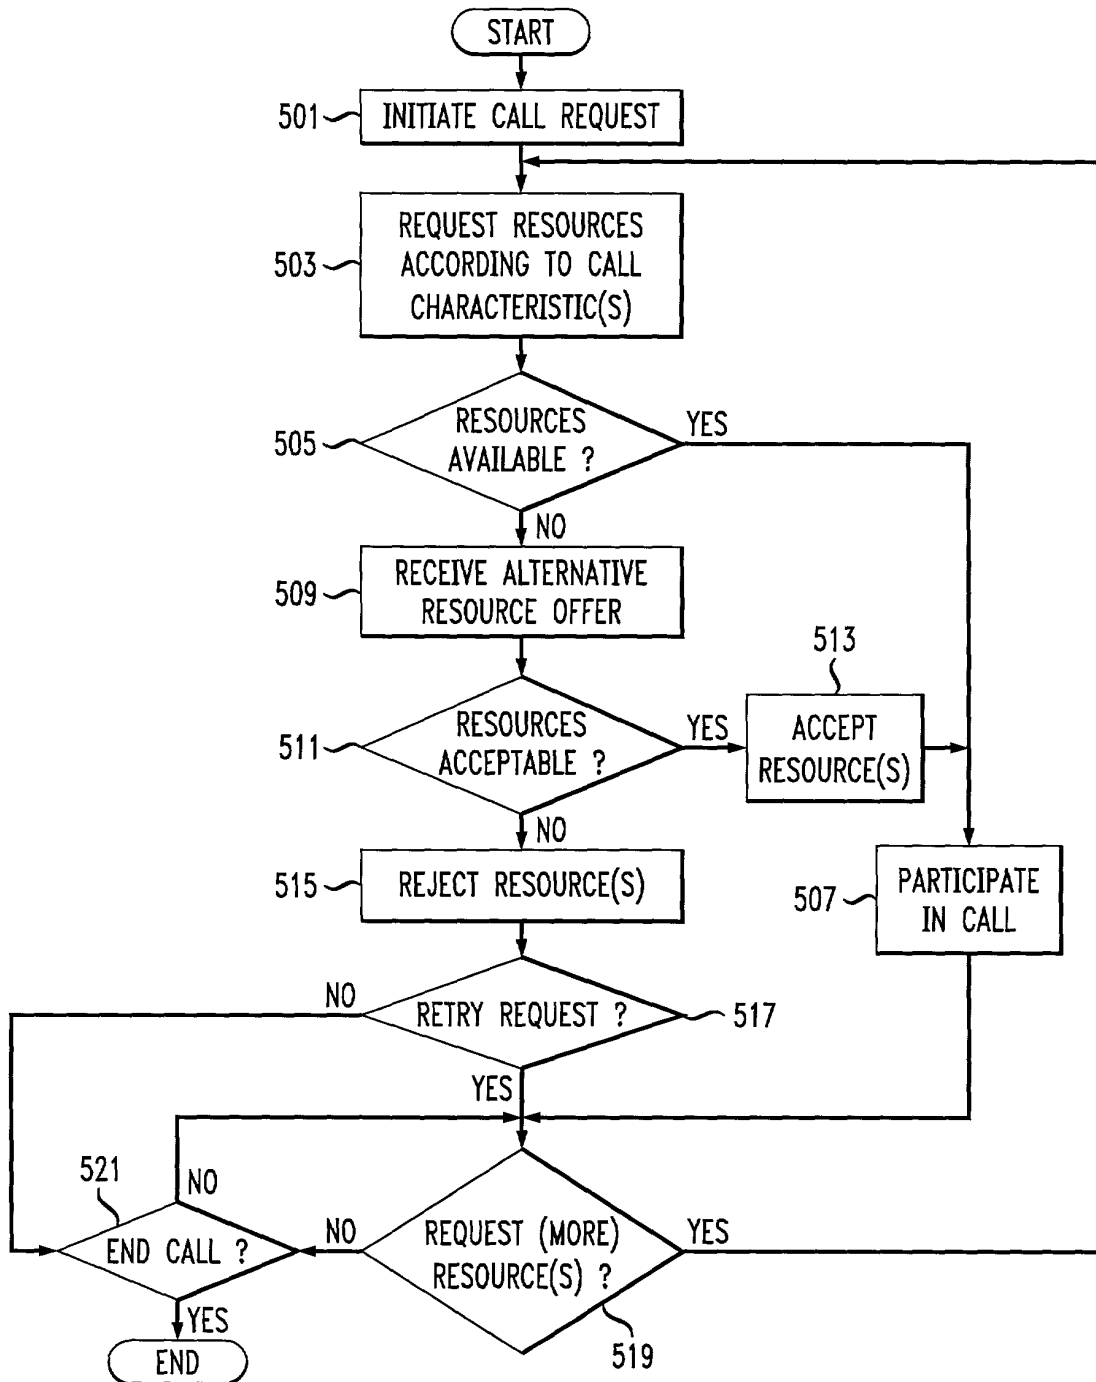 START
501
INITIATE CALL REQUEST
503
REQUEST RESOURCES
ACCORDING TO CALL
CHARACTERISTIC(S)
505
RESOURCES
AVAILABLE ?
YES
NO
509
RECEIVE ALTERNATIVE
RESOURCE OFFER
511
RESOURCES
ACCEPTABLE ?
YES
513
ACCEPT
RESOURCE(S)
NO
515
REJECT RESOURCE(S)
507
PARTICIPATE
IN CALL
NO
RETRY REQUEST ?
517
YES
521
NO
END CALL ?
NO
REQUEST (MORE)
RESOURCE(S) ?
YES
519
YES
END